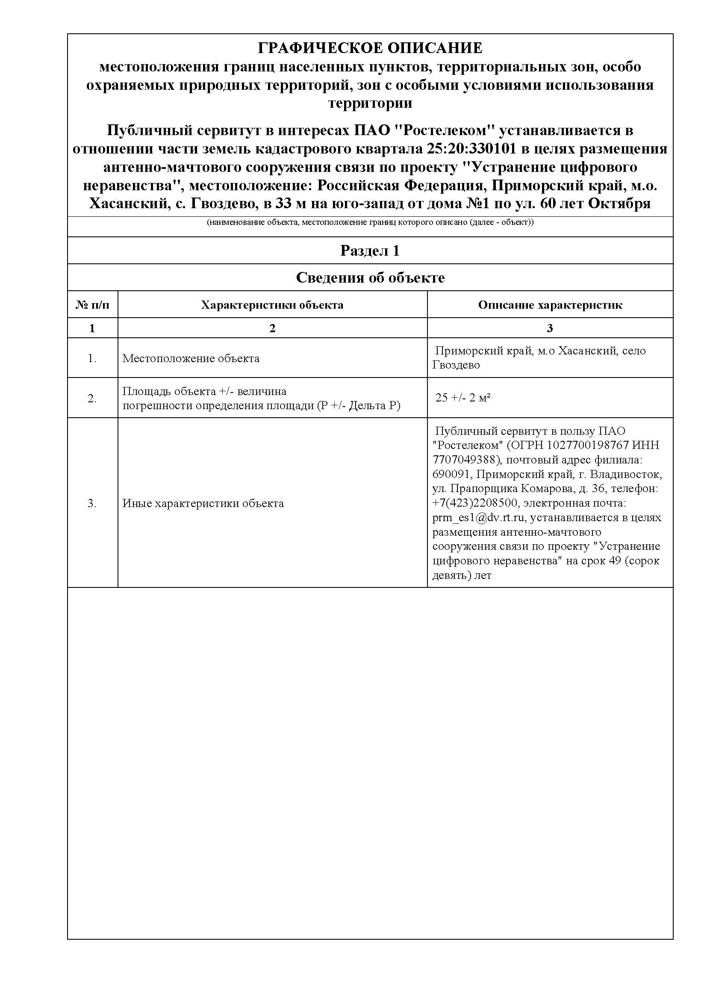 ГРАФИЧЕСКОЕ ОПИСАНИЕ
местоположения границ населенных пунктов, территориальных зон, особо
охраняемых природных территорий, зон с особыми условиями использования
территории
Публичный сервитут в интересах ПАО "Ростелеком" устанавливается в
отношении части земель кадастрового квартала 25:20:330101 в целях размещения
антенно-мачтового сооружения связи по проекту "Устранение цифрового
неравенства", местоположение: Российская Федерация, Приморский край, м.о.
Хасанский, с. Гвоздево, в 33 м на юго-запад от дома №1 по ул. 60 лет Октября
(наименование объекта, местоположение границ которого описано (далее - объект))
Раздел 1
Сведения об объекте
№ п/п Характеристики объекта Описание характеристик
1 2 3
1. Местоположение объекта Приморский край, м.о Хасанский, село
Гвоздево
2. Площадь объекта +/- величина
погрешности определения площади (Р +/- Дельта Р) 25 +/- 2 м²
3. Иные характеристики объекта
Публичный сервитут в пользу ПАО
"Ростелеком" (ОГРН 1027700198767 ИНН
7707049388), почтовый адрес филиала:
690091, Приморский край, г. Владивосток,
ул. Прапорщика Комарова, д. 36, телефон:
+7(423)2208500, электронная почта:
prm_es1@dv.rt.ru, устанавливается в целях
размещения антенно-мачтового
сооружения связи по проекту "Устранение
цифрового неравенства" на срок 49 (сорок
девять) лет